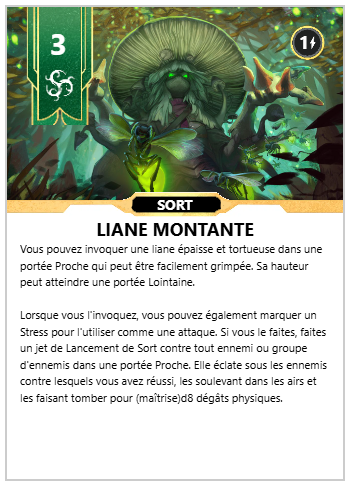 3
1
SORT
LIANE MONTANTE
Vous pouvez invoquer une liane épaisse et tortueuse dans une
portée Proche qui peut être facilement grimpée. Sa hauteur
peut atteindre une portée Lointaine.
Lorsque vous l'invoquez, vous pouvez également marquer un
Stress pour l'utiliser comme une attaque. Si vous le faites, faites
un jet de Lancement de Sort contre tout ennemi ou groupe
d'ennemis dans une portée Proche. Elle éclate sous les ennemis
contre lesquels vous avez réussi, les soulevant dans les airs et
les faisant tomber pour (maîtrise)d8 dégâts physiques.